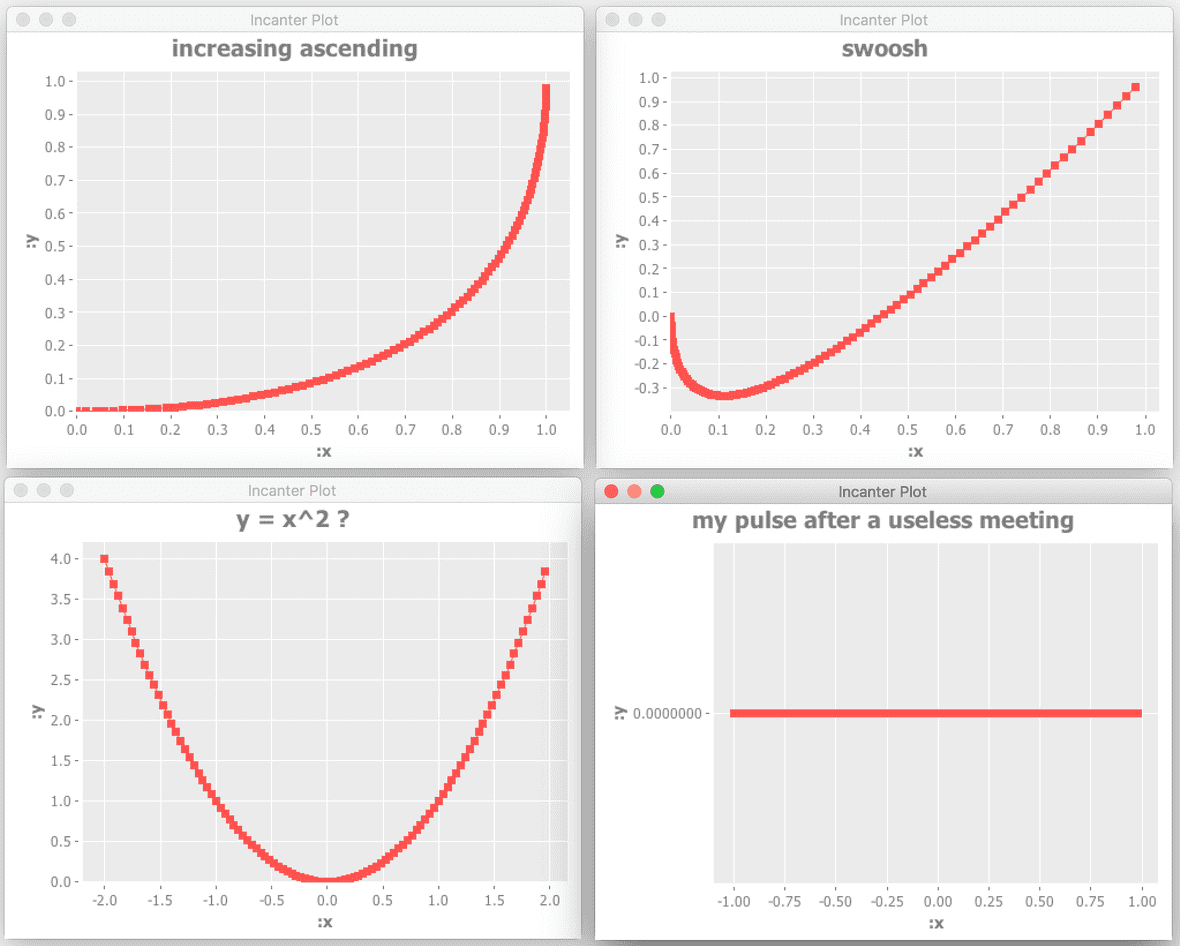 Incanter Plot
increasing ascending
1.0
0.9
0.8
0.7
0.6
0.5
0.4
0.3
0.2
0.1
0.0
:y
0.0 0.1 0.2 0.3 0.4 0.5 0.6 0.7 0.8 0.9 1.0
:x
Incanter Plot
swoosh
1.0
0.9
0.8
0.7
0.6
0.5
0.4
0.3
0.2
0.1
0.0
-0.1
-0.2
-0.3
:y
0.0 0.1 0.2 0.3 0.4 0.5 0.6 0.7 0.8 0.9 1.0
:x
Incanter Plot
y = x^2 ?
4.0
3.5
3.0
2.5
2.0
1.5
1.0
0.5
0.0
:y
-2.0 -1.5 -1.0 -0.5 0.0 0.5 1.0 1.5 2.0
:x
Incanter Plot
my pulse after a useless meeting
:y
0.0000000
-1.00 -0.75 -0.50 -0.25 0.00 0.25 0.50 0.75 1.00
:x